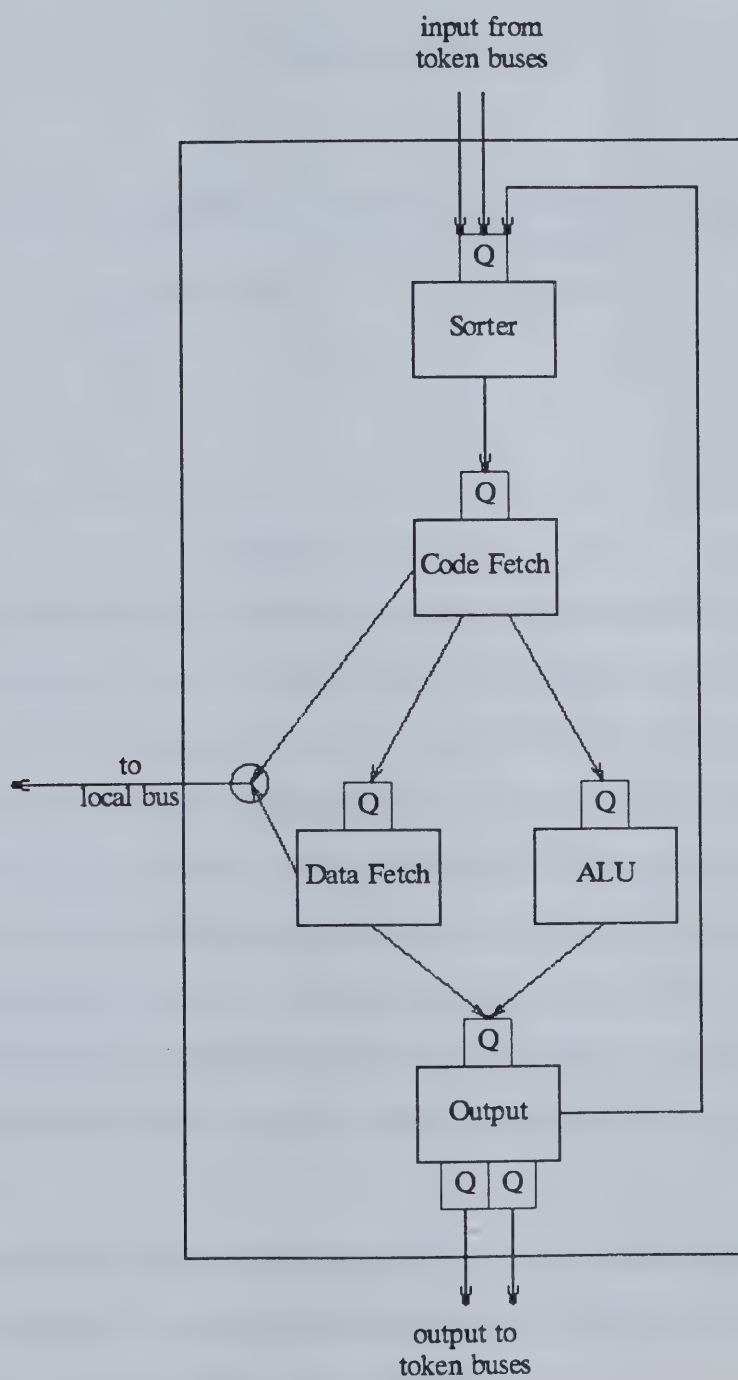 input from
token buses
Q
Sorter
Q
Code Fetch
to
local bus
Q
Q
Data Fetch
ALU
Q
Output
Q Q
output to
token buses